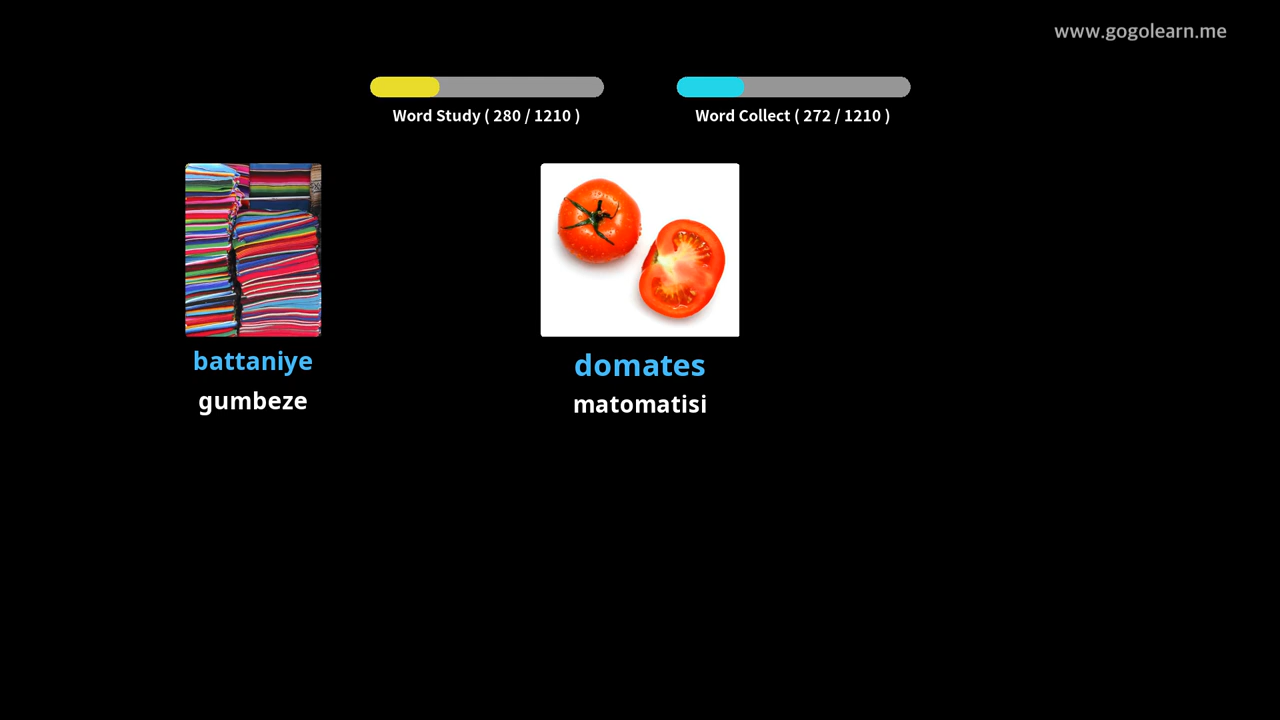 www.gogolearn.me
Word Study ( 280 / 1210 )
Word Collect ( 272 / 1210 )
battaniye
gumbeze
domates
matomatisi